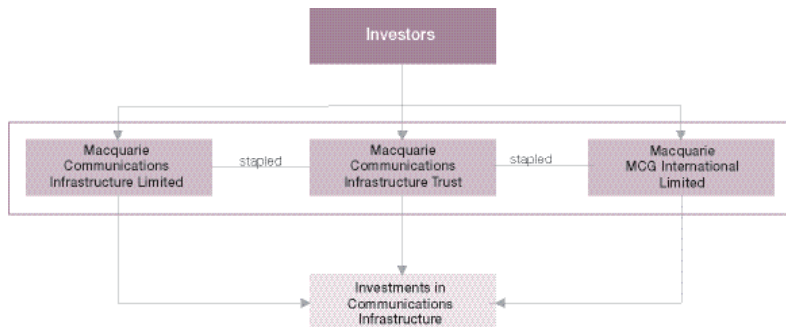 Investors
Macquarie
Communications
Infrastructure Limited
stapled
Macquarie
Communications
Infrastructure Trust
stapled
Macquarie
MCG International
Limited
Investments in
Communications
Infrastructure